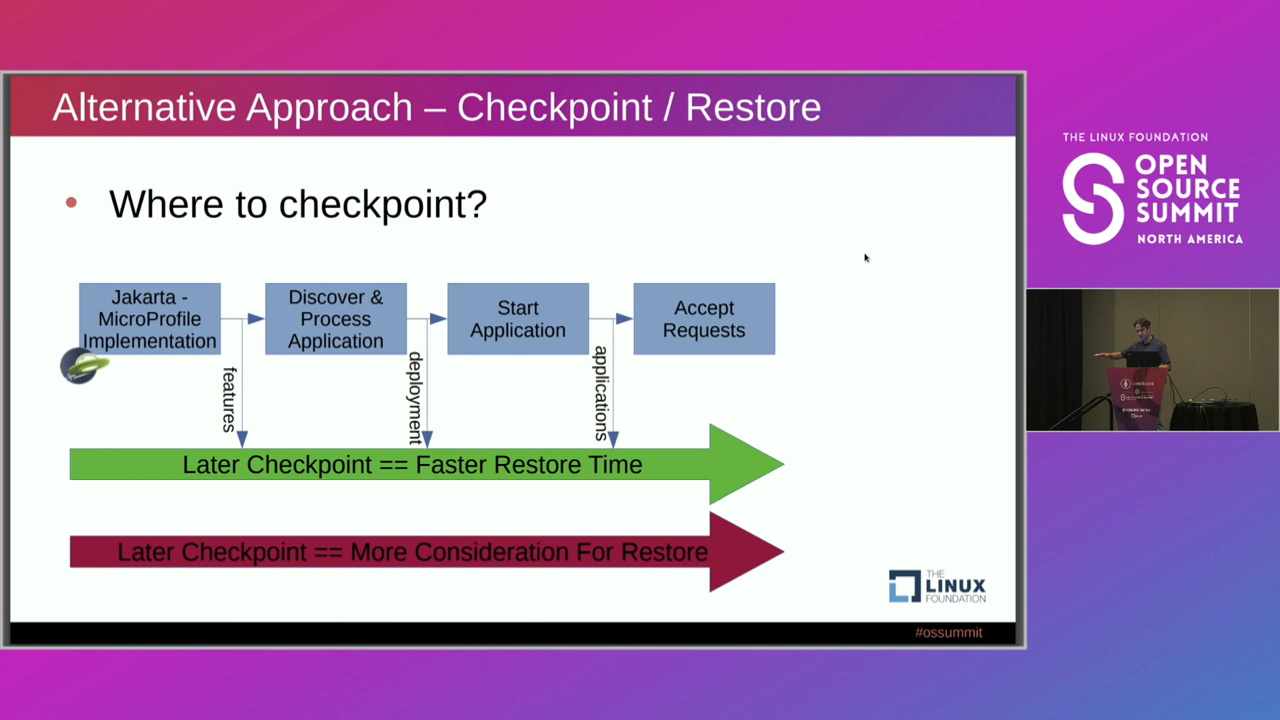 Alternative Approach – Checkpoint / Restore
• Where to checkpoint?
Jakarta -
MicroProfile
Implementation
Discover &
Process
Application
Start
Application
Accept
Requests
features
deployment
applications
Later Checkpoint == Faster Restore Time
Later Checkpoint == More Consideration For Restore
THE
LINUX
FOUNDATION
#ossummit
THE LINUX FOUNDATION
OPEN
SOURCE
SUMMIT
NORTH AMERICA